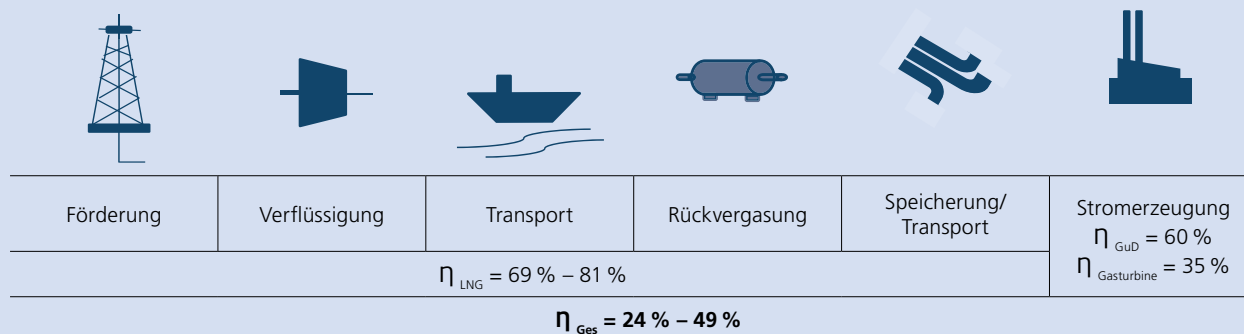 Förderung
Verflüssigung
Transport
Rückvergasung
Speicherung/
Transport
Stromerzeugung
η GuD = 60 %
η Gasturbine = 35 %
η LNG = 69 % – 81 %
η Ges = 24 % – 49 %